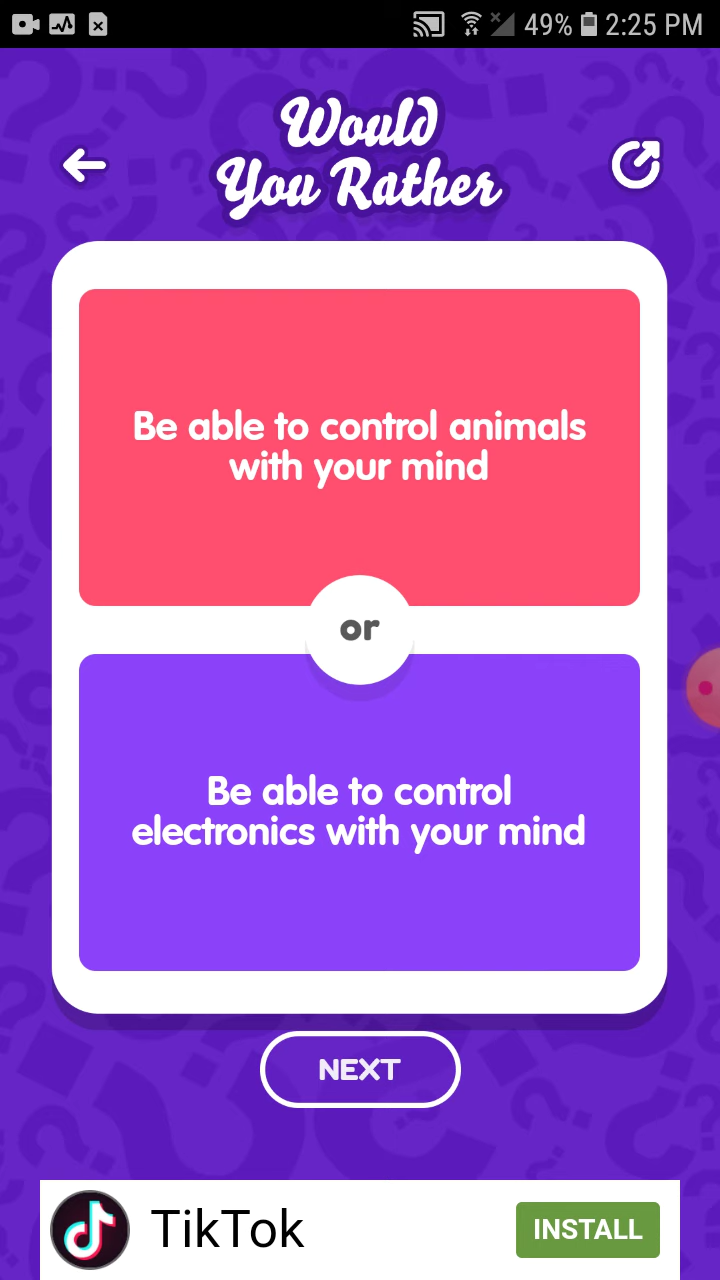 49% 2:25 PM
Would
You Rather
Be able to control animals
with your mind
or
Be able to control
electronics with your mind
NEXT
TikTok
INSTALL